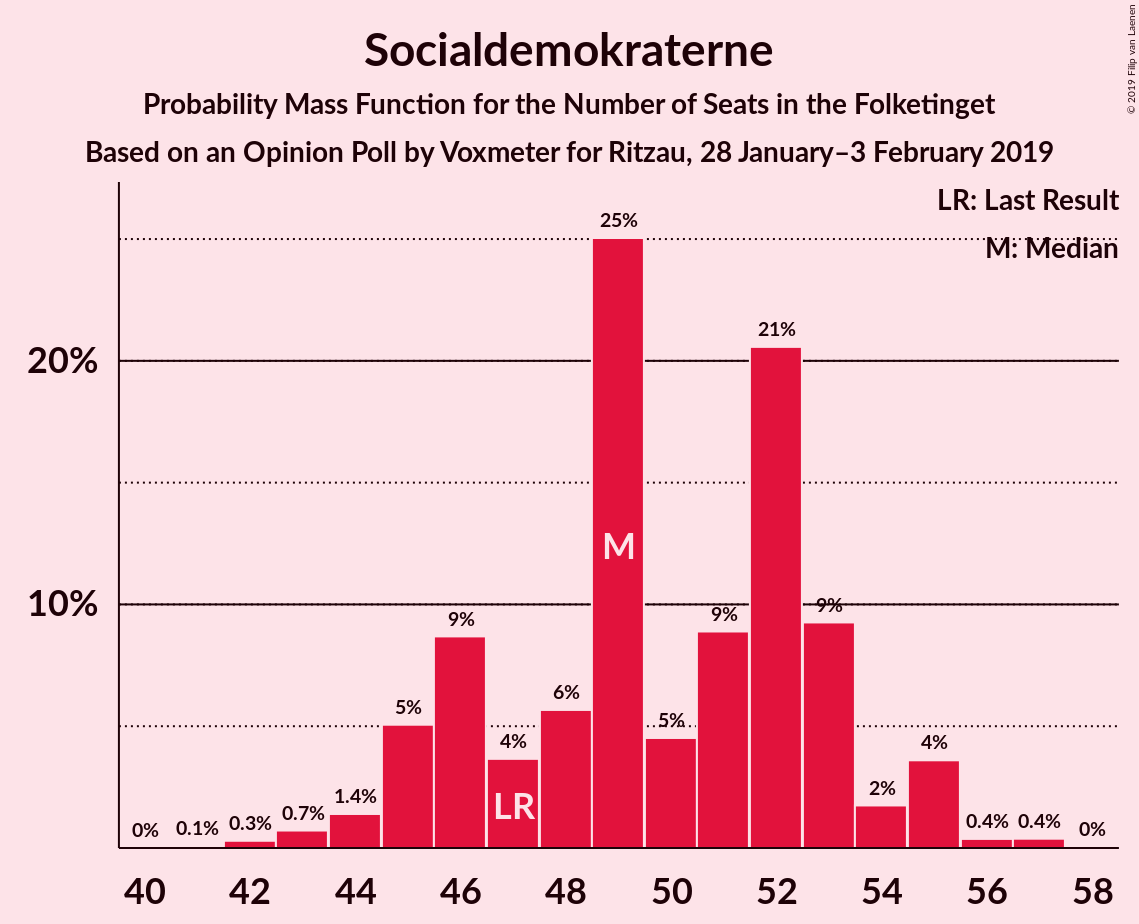 Socialdemokraterne
Probability Mass Function for the Number of Seats in the Folketinget
Based on an Opinion Poll by Voxmeter for Ritzau, 28 January–3 February 2019
© 2019 Filip van Laenen
LR: Last Result
M: Median
20%
10%
0% 0.1% 0.3% 0.7% 1.4% 5% 9% 4% 6% 25% 5% 9% 21% 9% 2% 4% 0.4% 0.4% 0%
M
LR
40 42 44 46 48 50 52 54 56 58